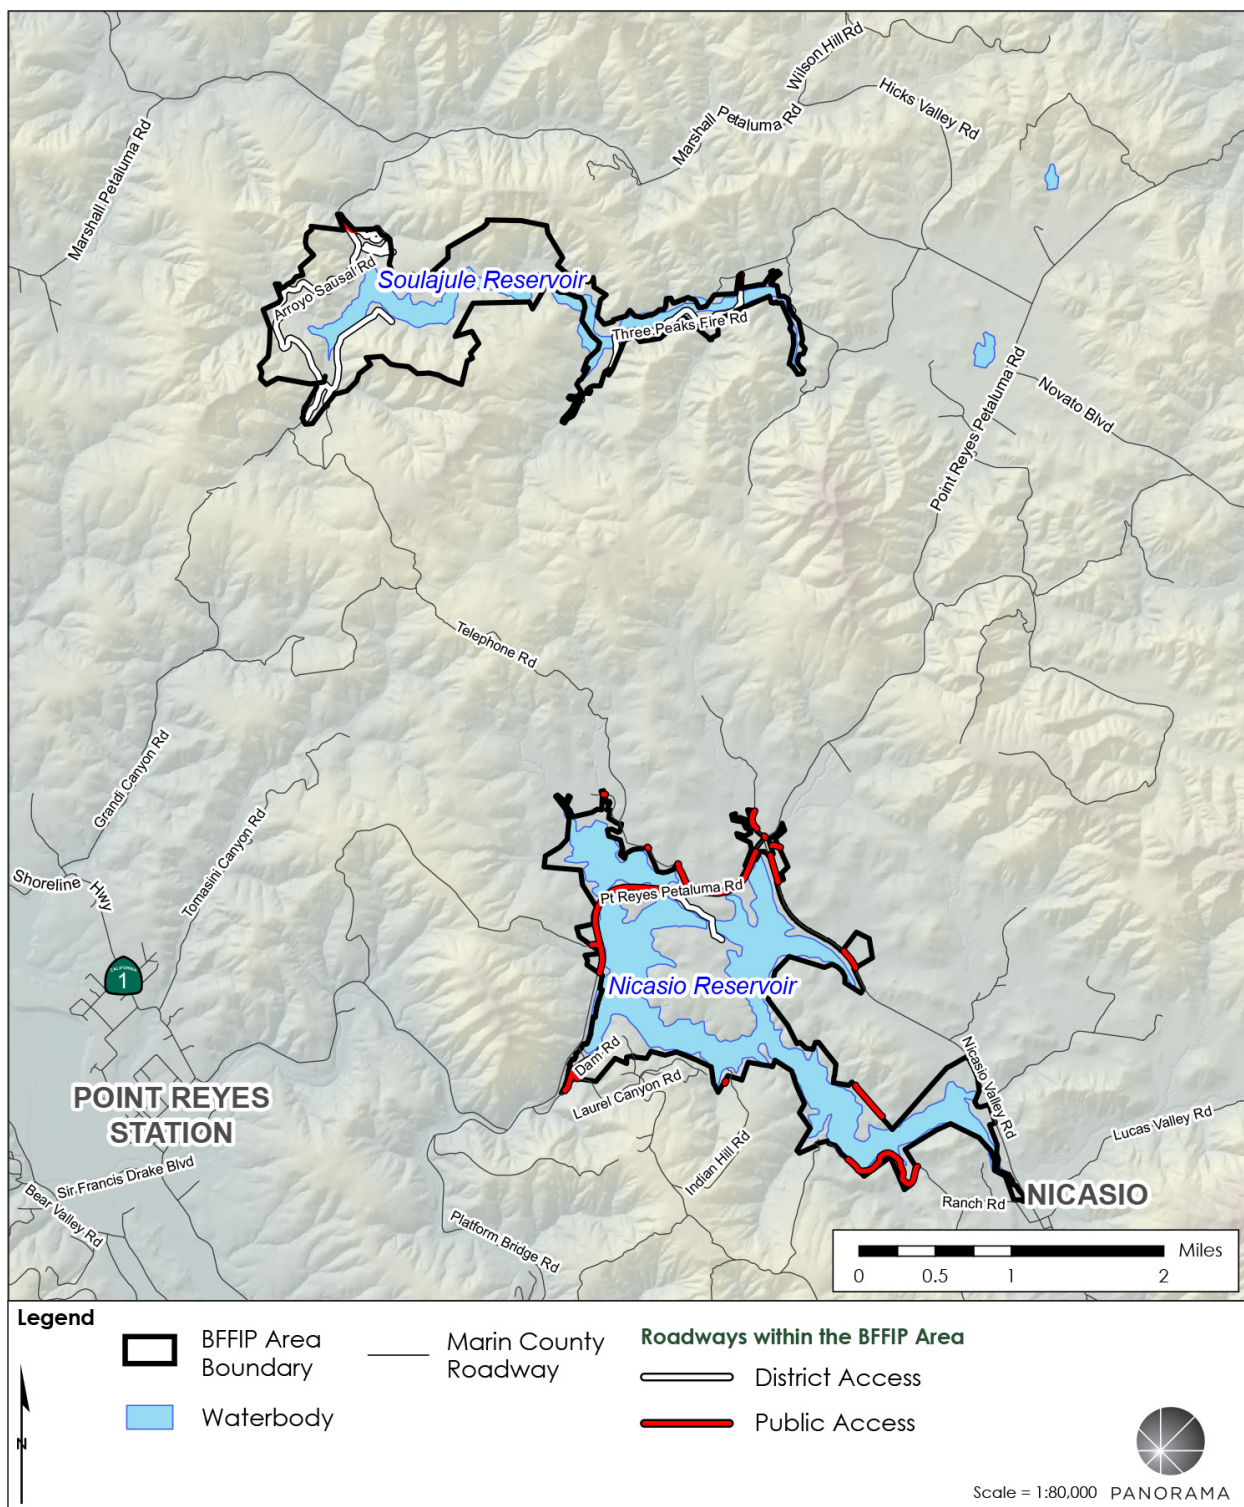 Wilson Hill Rd
Hicks Valley Rd
Marshall Petaluma Rd
Marshall Petaluma Rd
Arroyo Sausal Rd
Soulajule Reservoir
Three Peaks Fire Rd
Point Reyes Petaluma Rd
Novato Blvd
Telephone Rd
Grandi Canyon Rd
Tomasini Canyon Rd
Shoreline Hwy
CALIFORNIA
1
Pt Reyes Petaluma Rd
Nicasio Reservoir
Dam Rd
Laurel Canyon Rd
Nicasio Valley Rd
Lucas Valley Rd
POINT REYES
STATION
Sir Francis Drake Blvd
Bear Valley Rd
Indian Hill Rd
Platform Bridge Rd
Ranch Rd
NICASIO
Miles
0 0.5 1 2
Legend
BFFIP Area
Boundary
Waterbody
Marin County
Roadway
Roadways within the BFFIP Area
District Access
Public Access
N
Scale = 1:80,000
PANORAMA